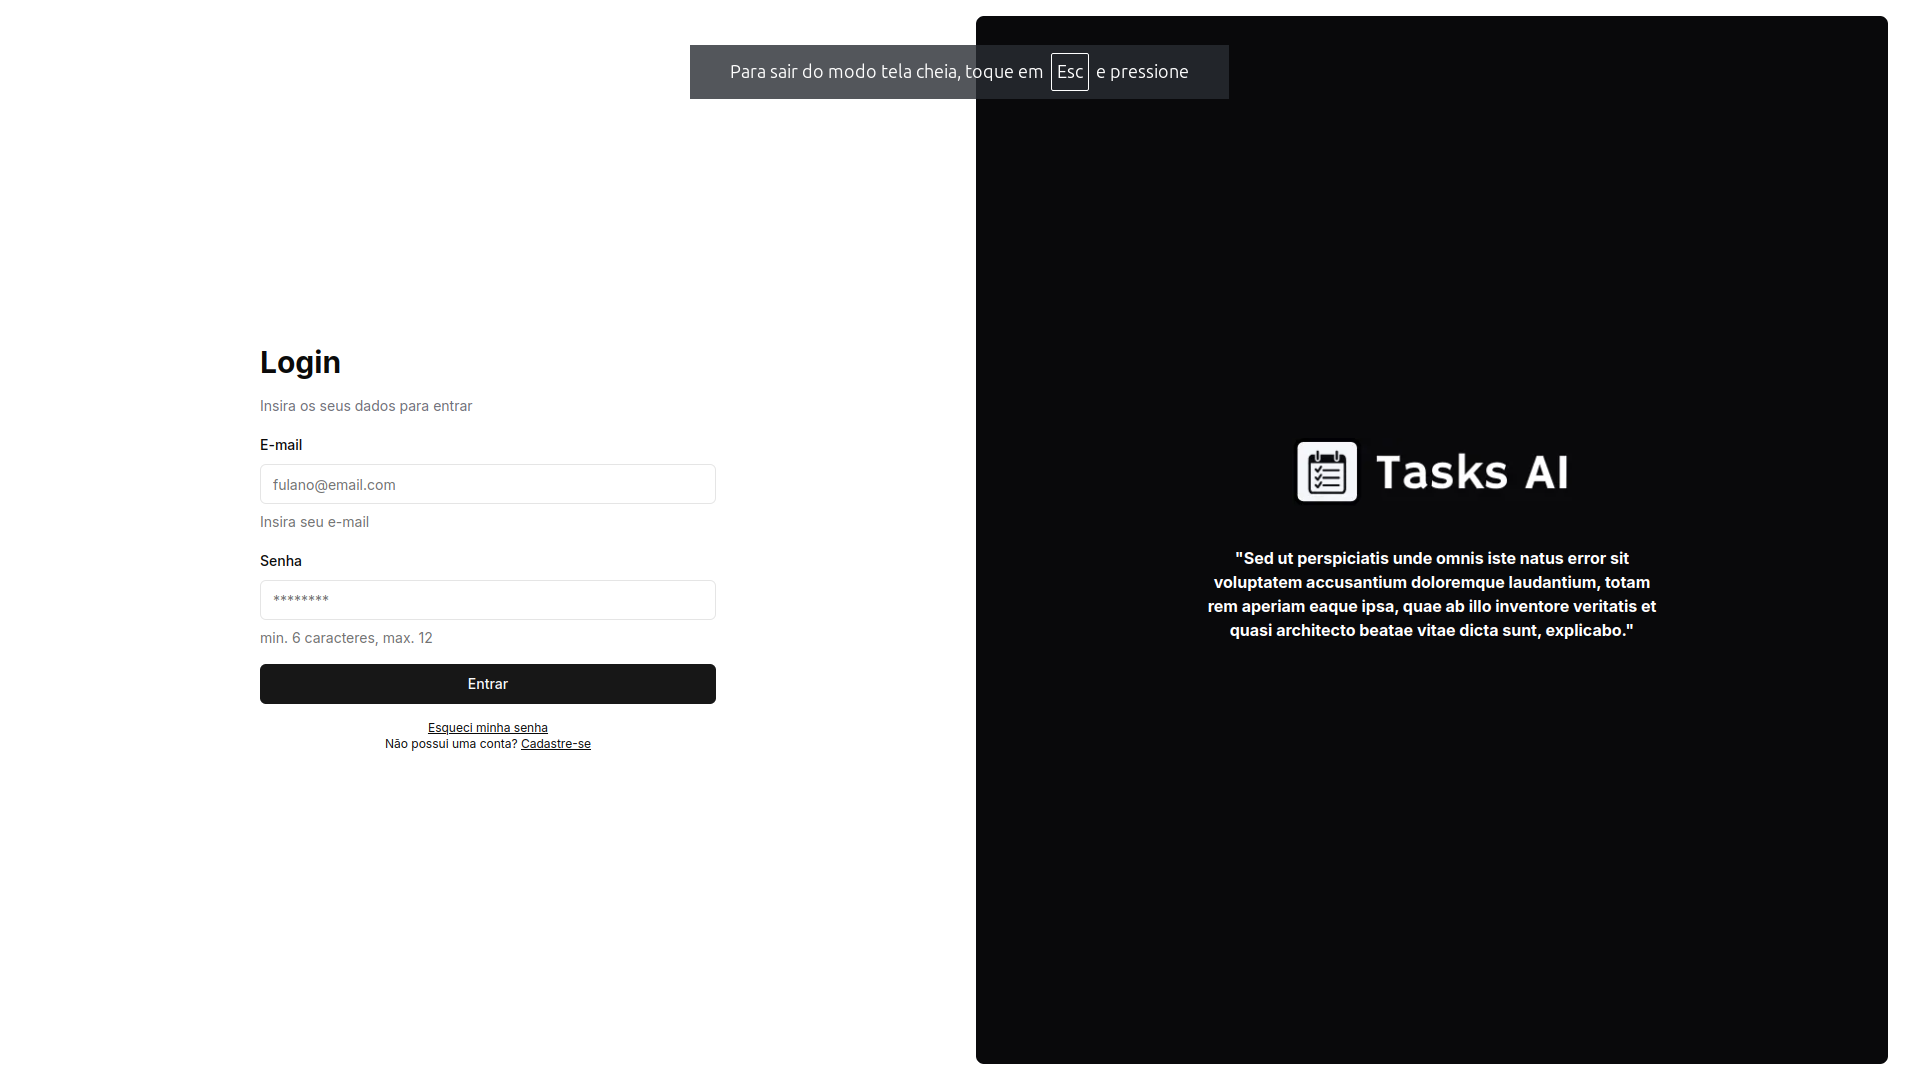 Para sair do modo tela cheia, toque em Esc e pressione
Login
Insira os seus dados para entrar
E-mail
fulano@email.com
Insira seu e-mail
Senha
********
min. 6 caracteres, max. 12
Entrar
Esqueci minha senha
Não possui uma conta? Cadastre-se
Tasks AI
"Sed ut perspiciatis unde omnis iste natus error sit
voluptatem accusantium doloremque laudantium, totam
rem aperiam eaque ipsa, quae ab illo inventore veritatis et
quasi architecto beatae vitae dicta sunt, explicabo."